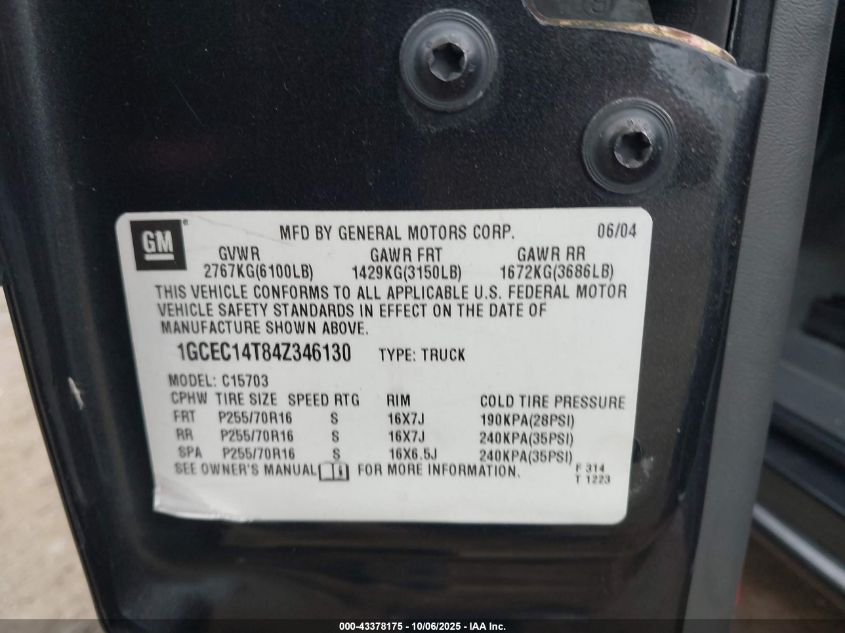 GM
MFD BY GENERAL MOTORS CORP. 06/04
GVWR GAWR FRT GAWR RR
2767KG(6100LB) 1429KG(3150LB) 1672KG(3686LB)
THIS VEHICLE CONFORMS TO ALL APPLICABLE U.S. FEDERAL MOTOR
VEHICLE SAFETY STANDARDS IN EFFECT ON THE DATE OF
MANUFACTURE SHOWN ABOVE.
1GCEC14T84Z346130 TYPE: TRUCK
MODEL: C15703
CPHW TIRE SIZE SPEED RTG RIM COLD TIRE PRESSURE
FRT P255/70R16 S 16X7J 190KPA(28PSI)
RR P255/70R16 S 16X7J 240KPA(35PSI)
SPA P255/70R16 S 16X6.5J 240KPA(35PSI)
SEE OWNER'S MANUAL FOR MORE INFORMATION.
F 314
T 1223
000-43378175 - 10/06/2025 - IAA Inc.